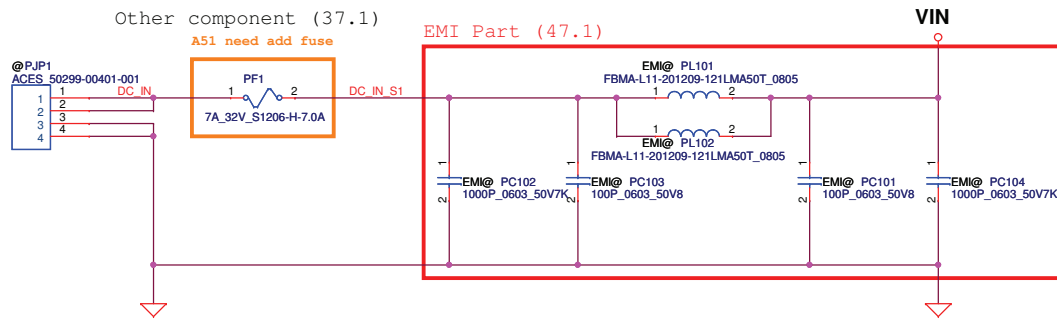 Other component (37.1)
A51 need add fuse
EMI Part (47.1)
VIN
@PJP1
ACES_50299-00401-001
1
2
3
4
1
2
3
4
DC_IN
PF1
1
2
7A_32V_S1206-H-7.0A
DC_IN_S1
EMI@ PL101
FBMA-L11-201209-121LMA50T_0805
1
2
EMI@ PL102
1
2
FBMA-L11-201209-121LMA50T_0805
1
EMI@ PC102
1000P_0603_50V7K
2
1
EMI@ PC103
100P_0603_50V8
2
1
EMI@ PC101
100P_0603_50V8
2
1
EMI@ PC104
1000P_0603_50V7K
2